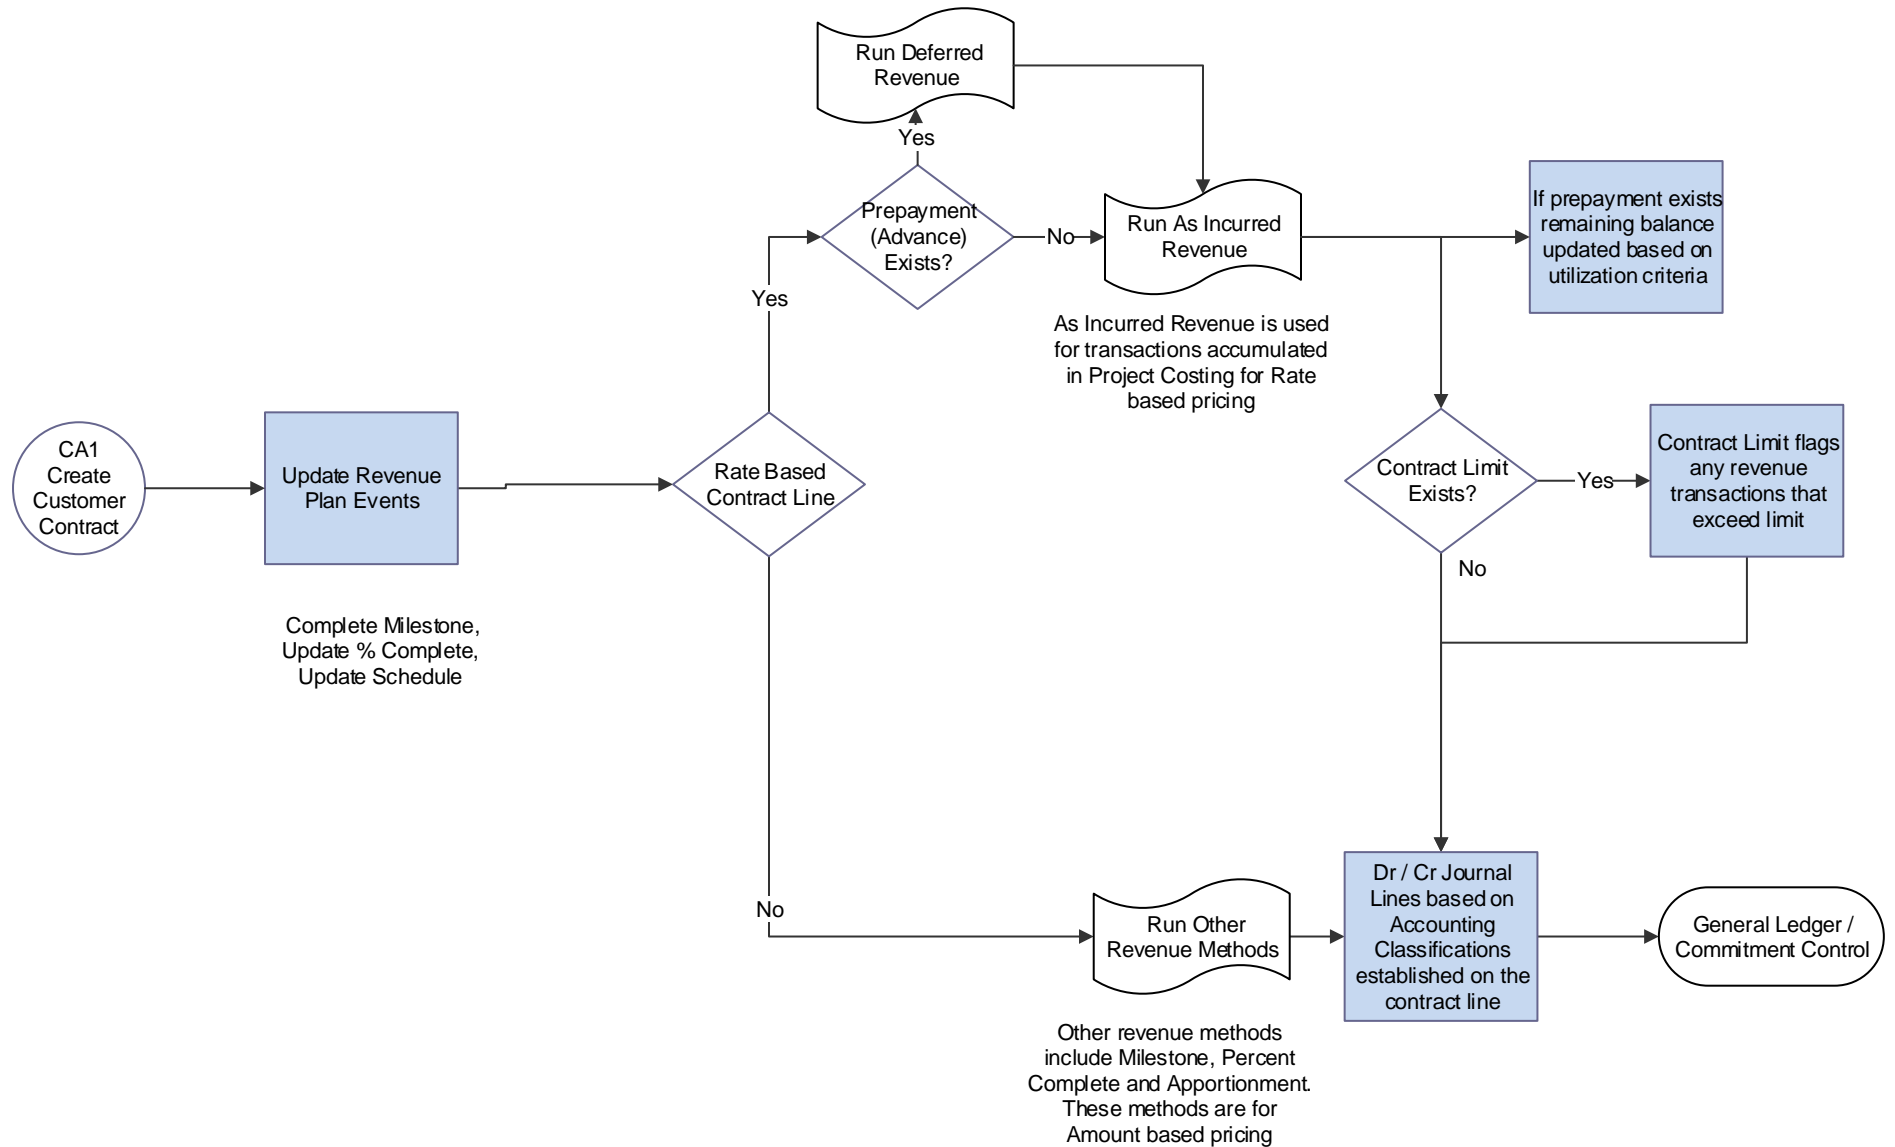 Run Deferred
Revenue
Yes
Prepayment
(Advance)
Exists?
No
Run As Incurred
Revenue
If prepayment exists
remaining balance
updated based on
utilization criteria
As Incurred Revenue is used
for transactions accumulated
in Project Costing for Rate
based pricing
Yes
CA1
Create
Customer
Contract
Update Revenue
Plan Events
Complete Milestone,
Update % Complete,
Update Schedule
Rate Based
Contract Line
Contract Limit
Exists?
Yes
Contract Limit flags
any revenue
transactions that
exceed limit
No
No
Run Other
Revenue Methods
Other revenue methods
include Milestone, Percent
Complete and Apportionment.
These methods are for
Amount based pricing
Dr / Cr Journal
Lines based on
Accounting
Classifications
established on the
contract line
General Ledger /
Commitment Control